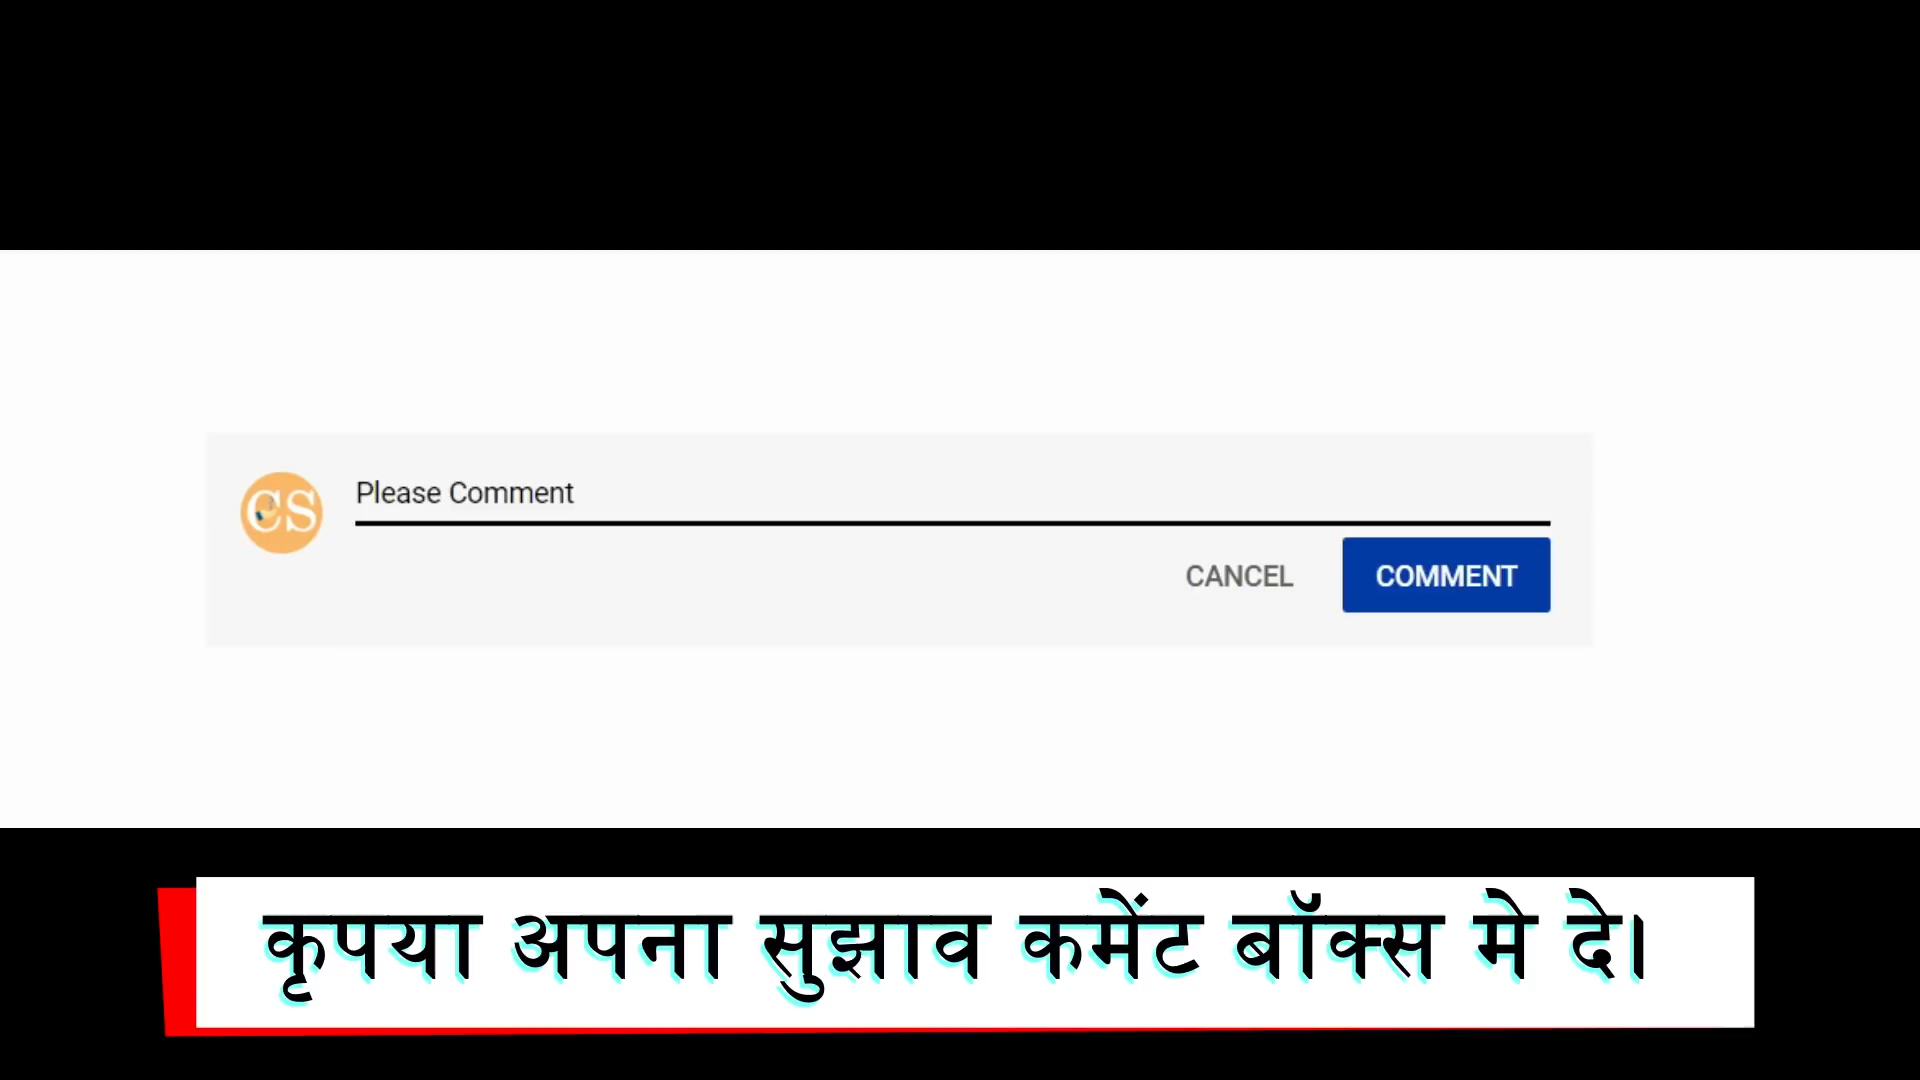 CS
Please Comment
CANCEL COMMENT
कृपया अपना सुझाव कमेंट बॉक्स मे दे।